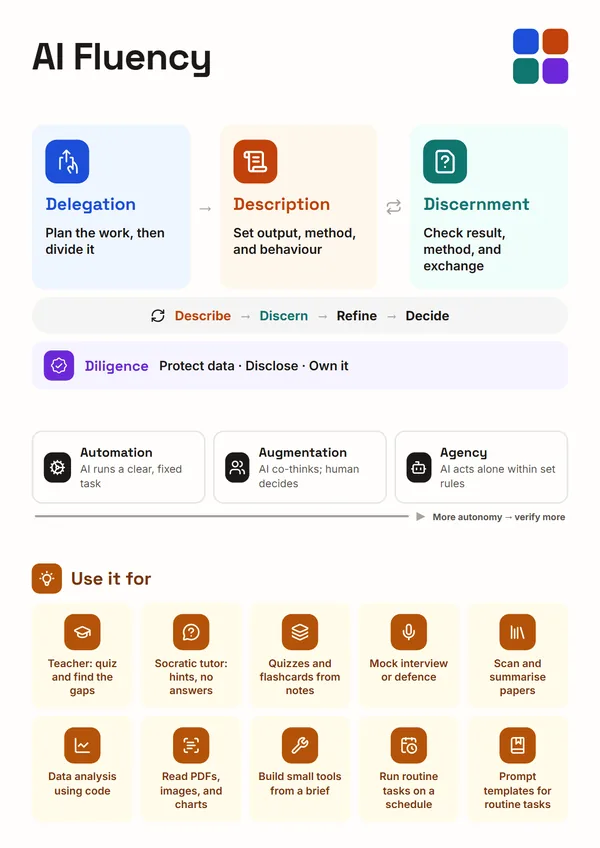 AI Fluency
Delegation
Plan the work, then
divide it
→
Description
Set output, method,
and behaviour
Discernment
Check result,
method, and
exchange
Describe → Discern → Refine → Decide
Diligence Protect data · Disclose · Own it
Automation
AI runs a clear, fixed
task
Augmentation
AI co-thinks; human
decides
Agency
AI acts alone within set
rules
More autonomy → verify more
Use it for
Teacher: quiz
and find the
gaps
Socratic tutor:
hints, no
answers
Quizzes and
flashcards from
notes
Mock interview
or defence
Scan and
summarise
papers
Data analysis
using code
Read PDFs,
images, and
charts
Build small tools
from a brief
Run routine
tasks on a
schedule
Prompt
templates for
routine tasks